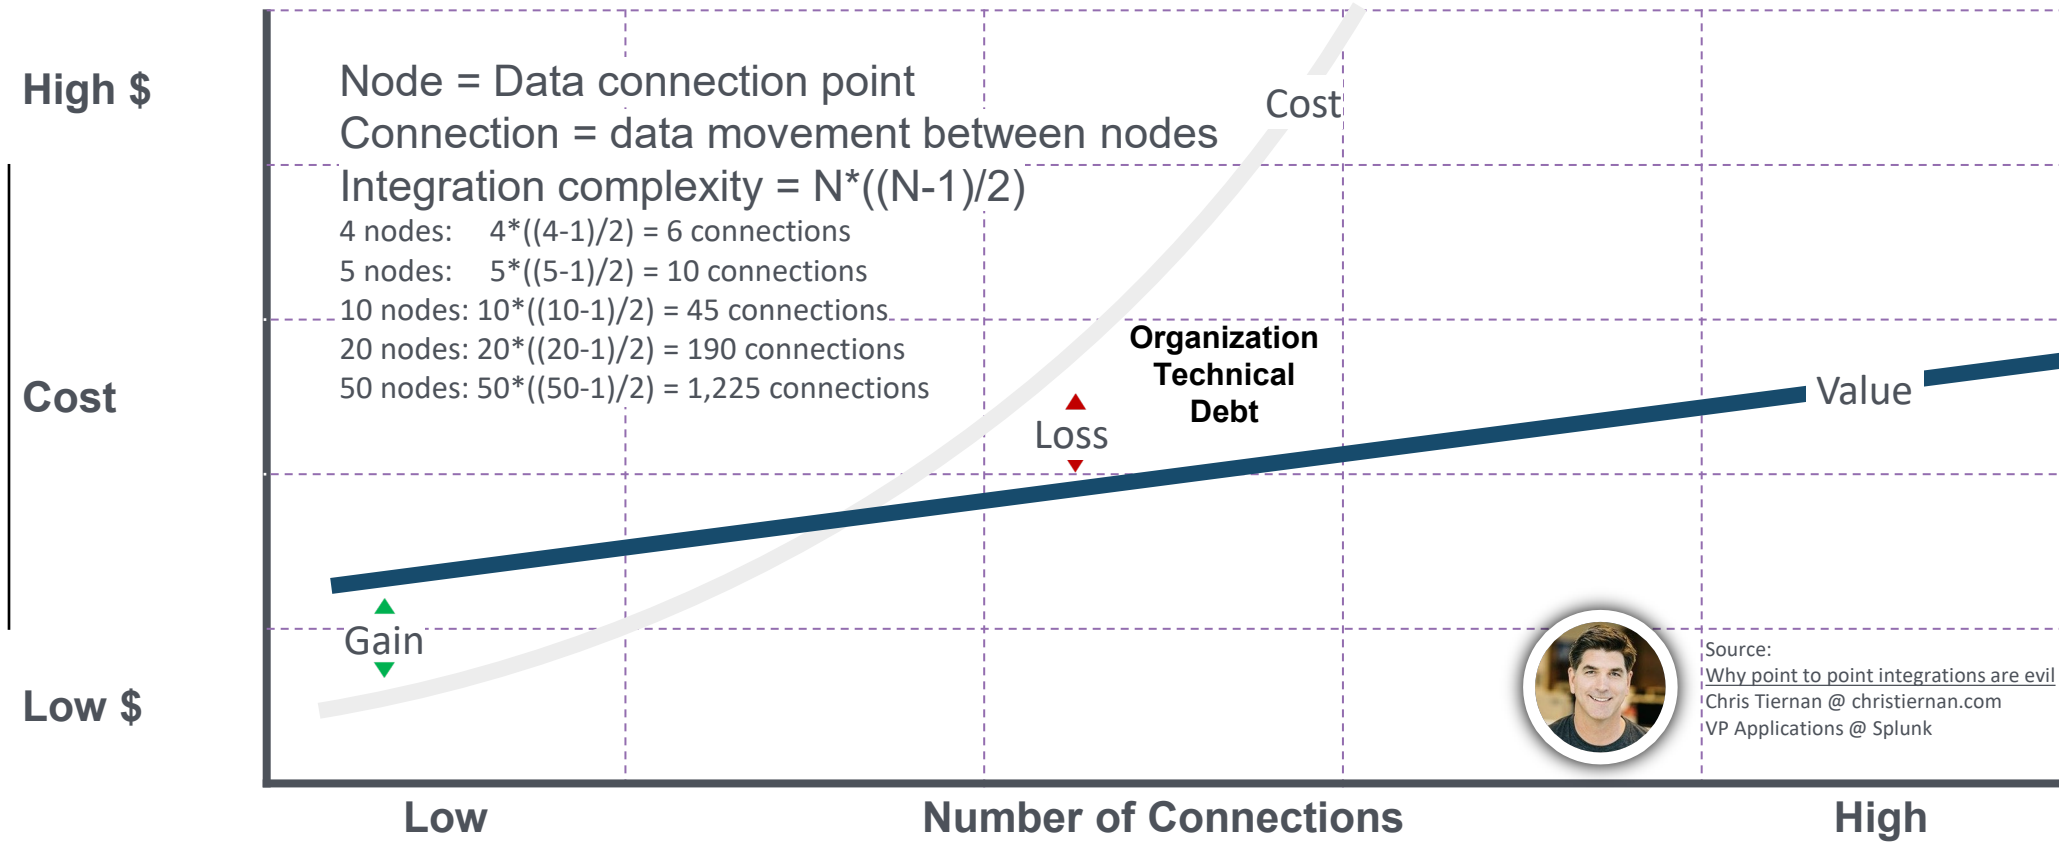 High $
Cost
Low $
Node = Data connection point
Connection = data movement between nodes
Integration complexity = N*((N-1)/2)
4 nodes: 4*((4-1)/2) = 6 connections
5 nodes: 5*((5-1)/2) = 10 connections
10 nodes: 10*((10-1)/2) = 45 connections
20 nodes: 20*((20-1)/2) = 190 connections
50 nodes: 50*((50-1)/2) = 1,225 connections
Cost
Organization
Technical
Debt
Loss
Value
Gain
Source:
Why point to point integrations are evil
Chris Tiernan @ christiernan.com
VP Applications @ Splunk
Low
Number of Connections
High